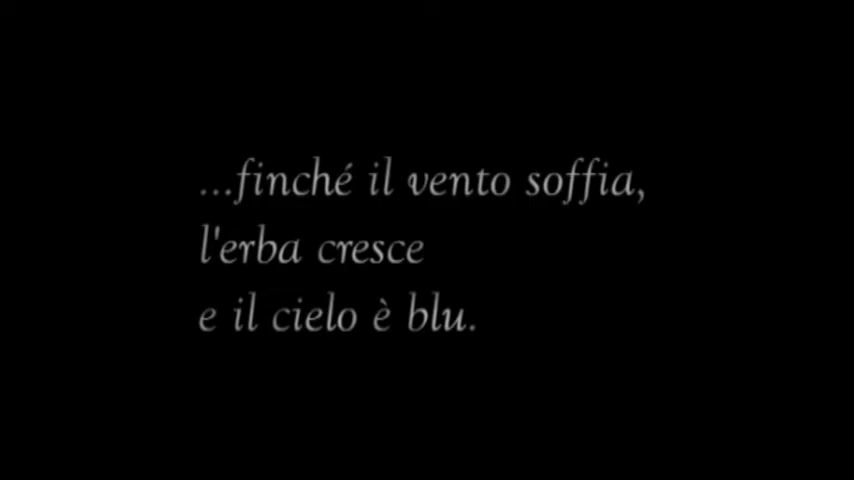 ...finché il vento soffia,
l'erba cresce
e il cielo è blu.